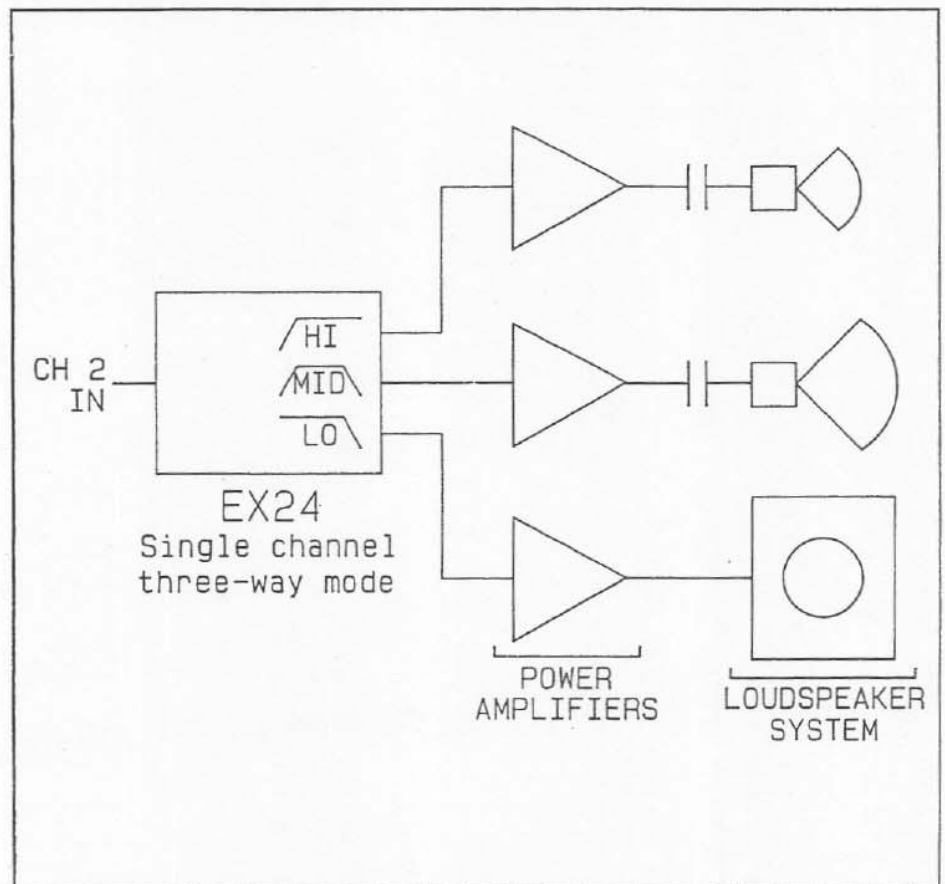 HI
CH 2
IN
MID
LO
EX24
Single channel
three-way mode
POWER
AMPLIFIERS
LOUDSPEAKER
SYSTEM